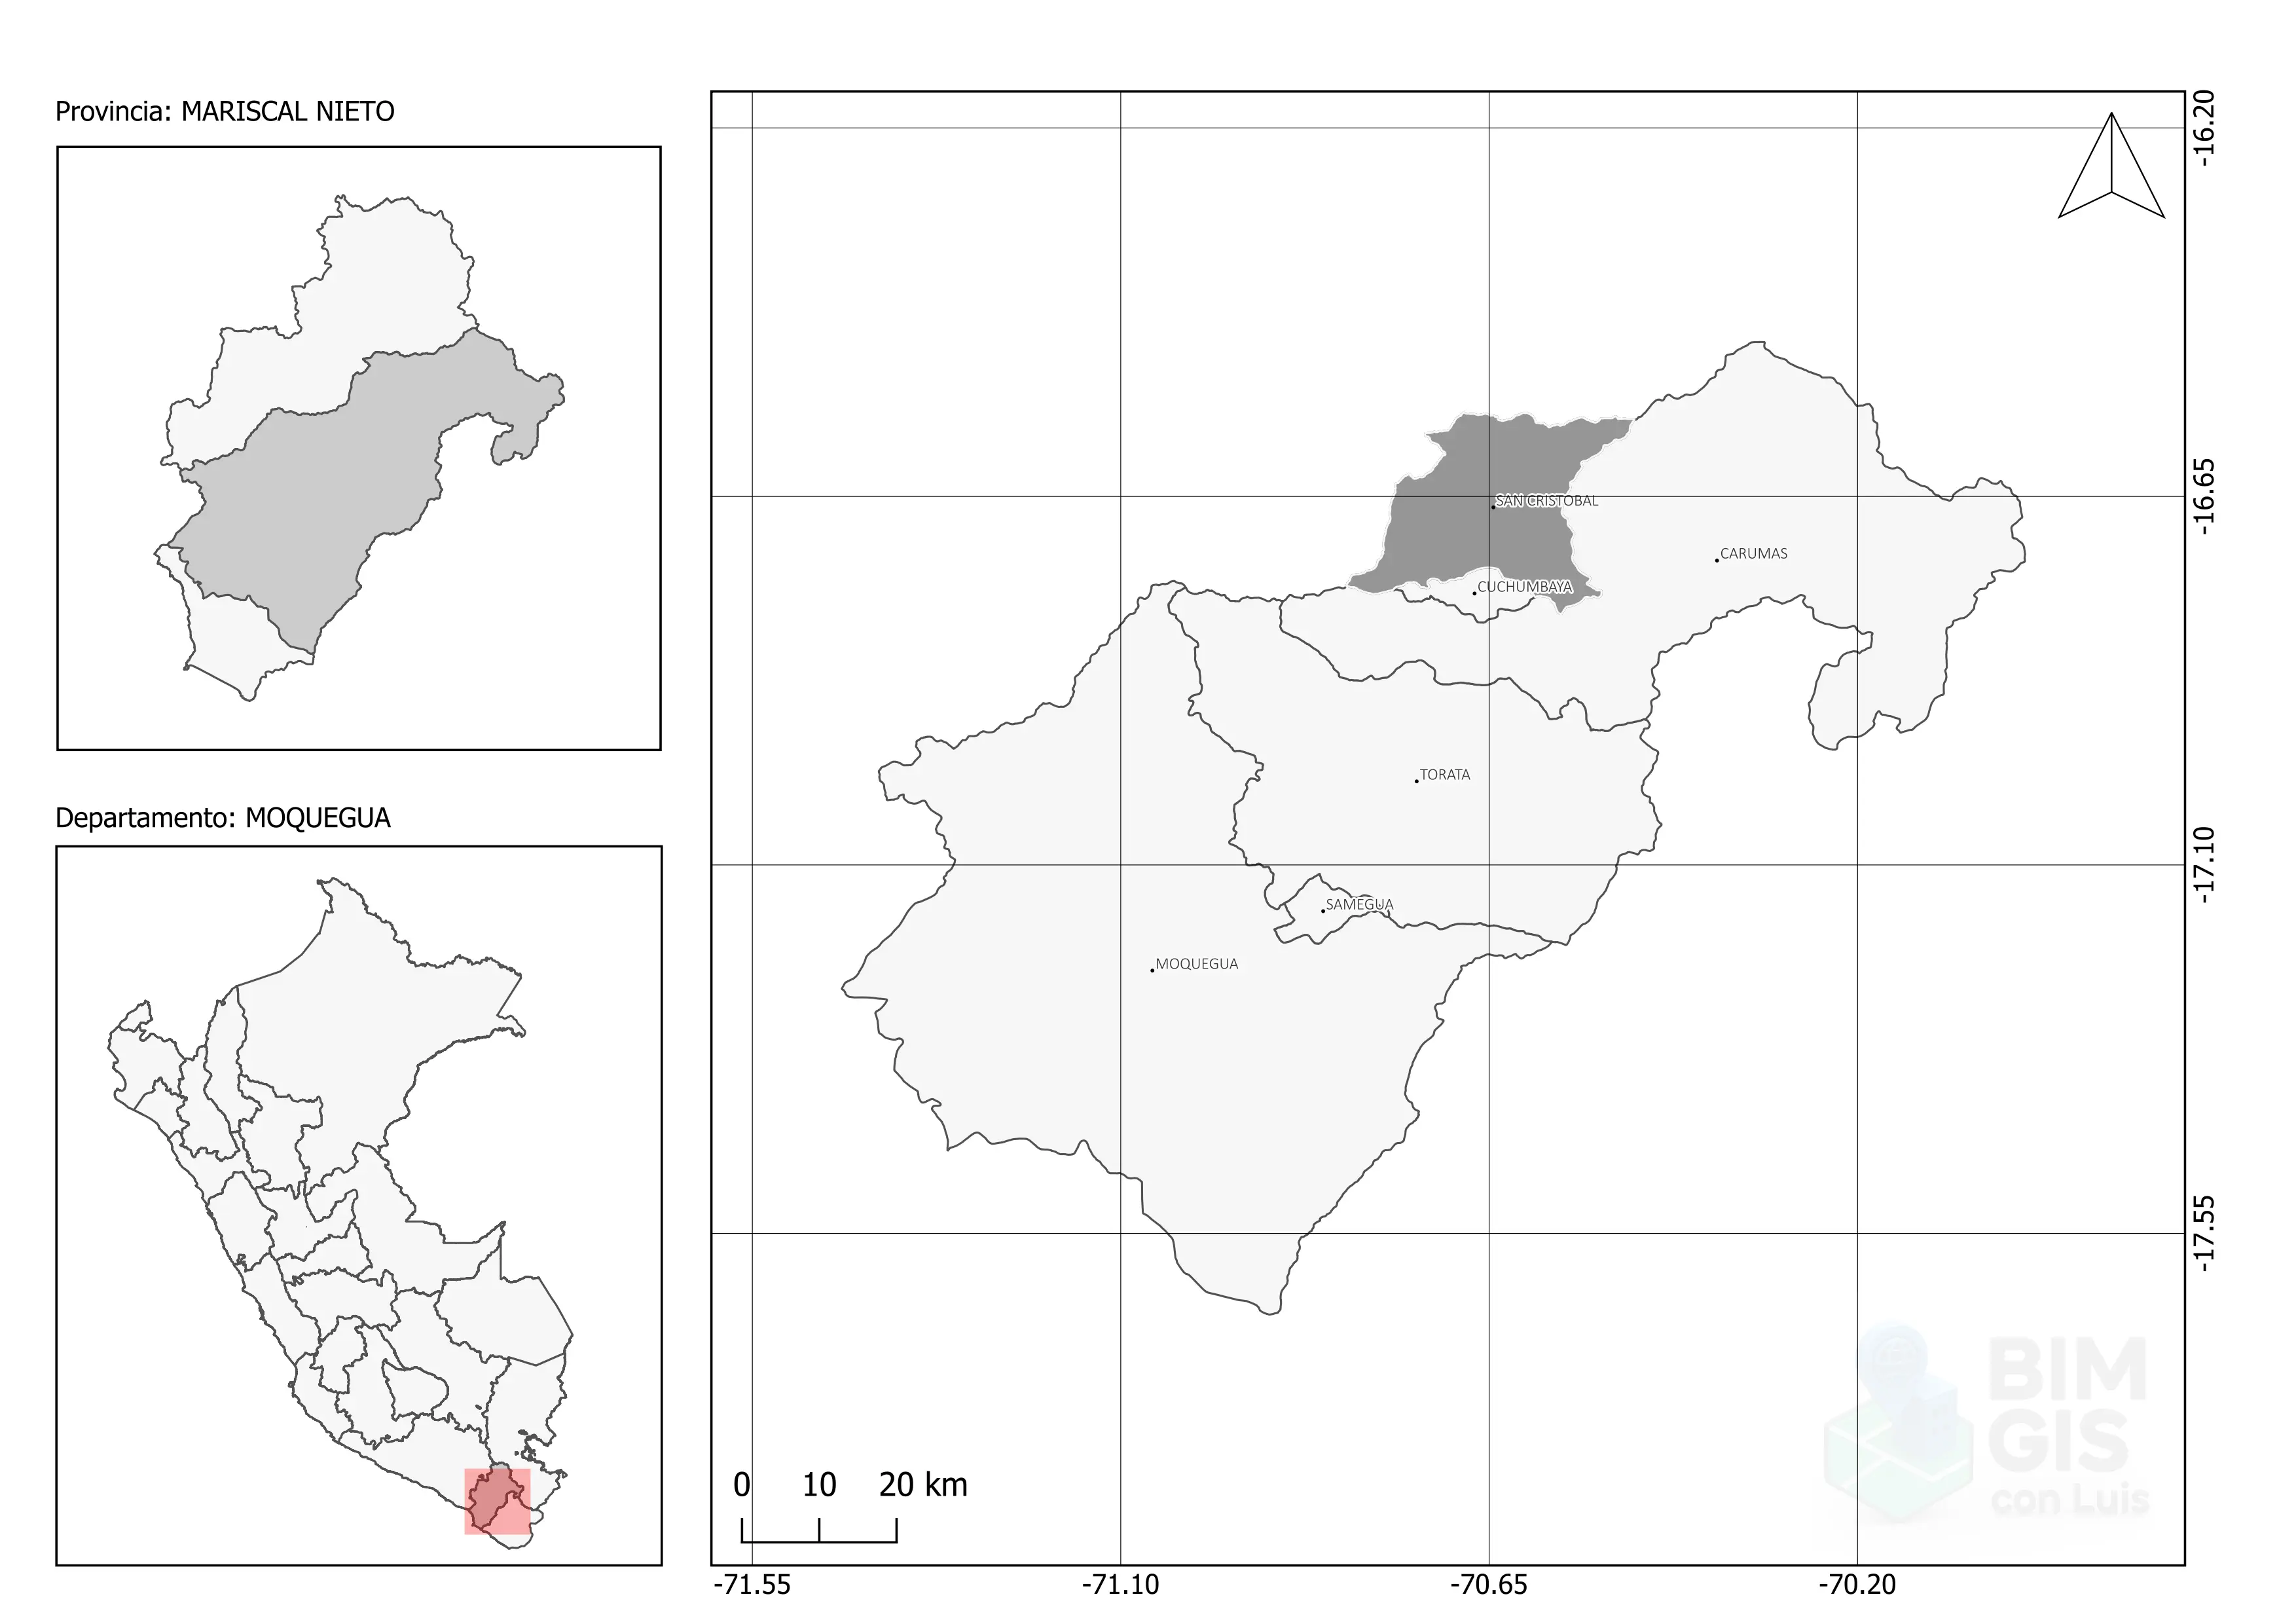 Provincia: MARISCAL NIETO
Departamento: MOQUEGUA
-16.20
-16.65
-17.10
-17.55
SAN CRISTOBAL
CARUMAS
CUCHUMBAYA
TORATA
SAMEGUA
MOQUEGUA
BIM
GIS
con Luis
0 10 20 km
-71.55 -71.10 -70.65 -70.20